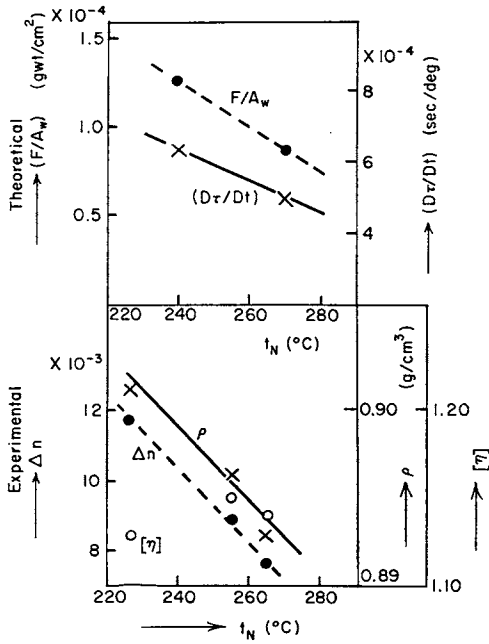 × 10⁻⁴
1.5
1.0
0.5
Theoretical
(F/A_w) (gwt/cm²)
F/A_w
(Dτ/Dt)
× 10⁻⁴
8
6
4
(Dτ/Dt) (sec/deg)
220 240 260 280
t_N (°C)
× 10⁻³
12
10
8
Experimental
Δn
ρ
Δn
[η]
0.90
0.89
(g/cm³)
ρ
1.20
1.10
[η]
220 240 260 280
t_N (°C)